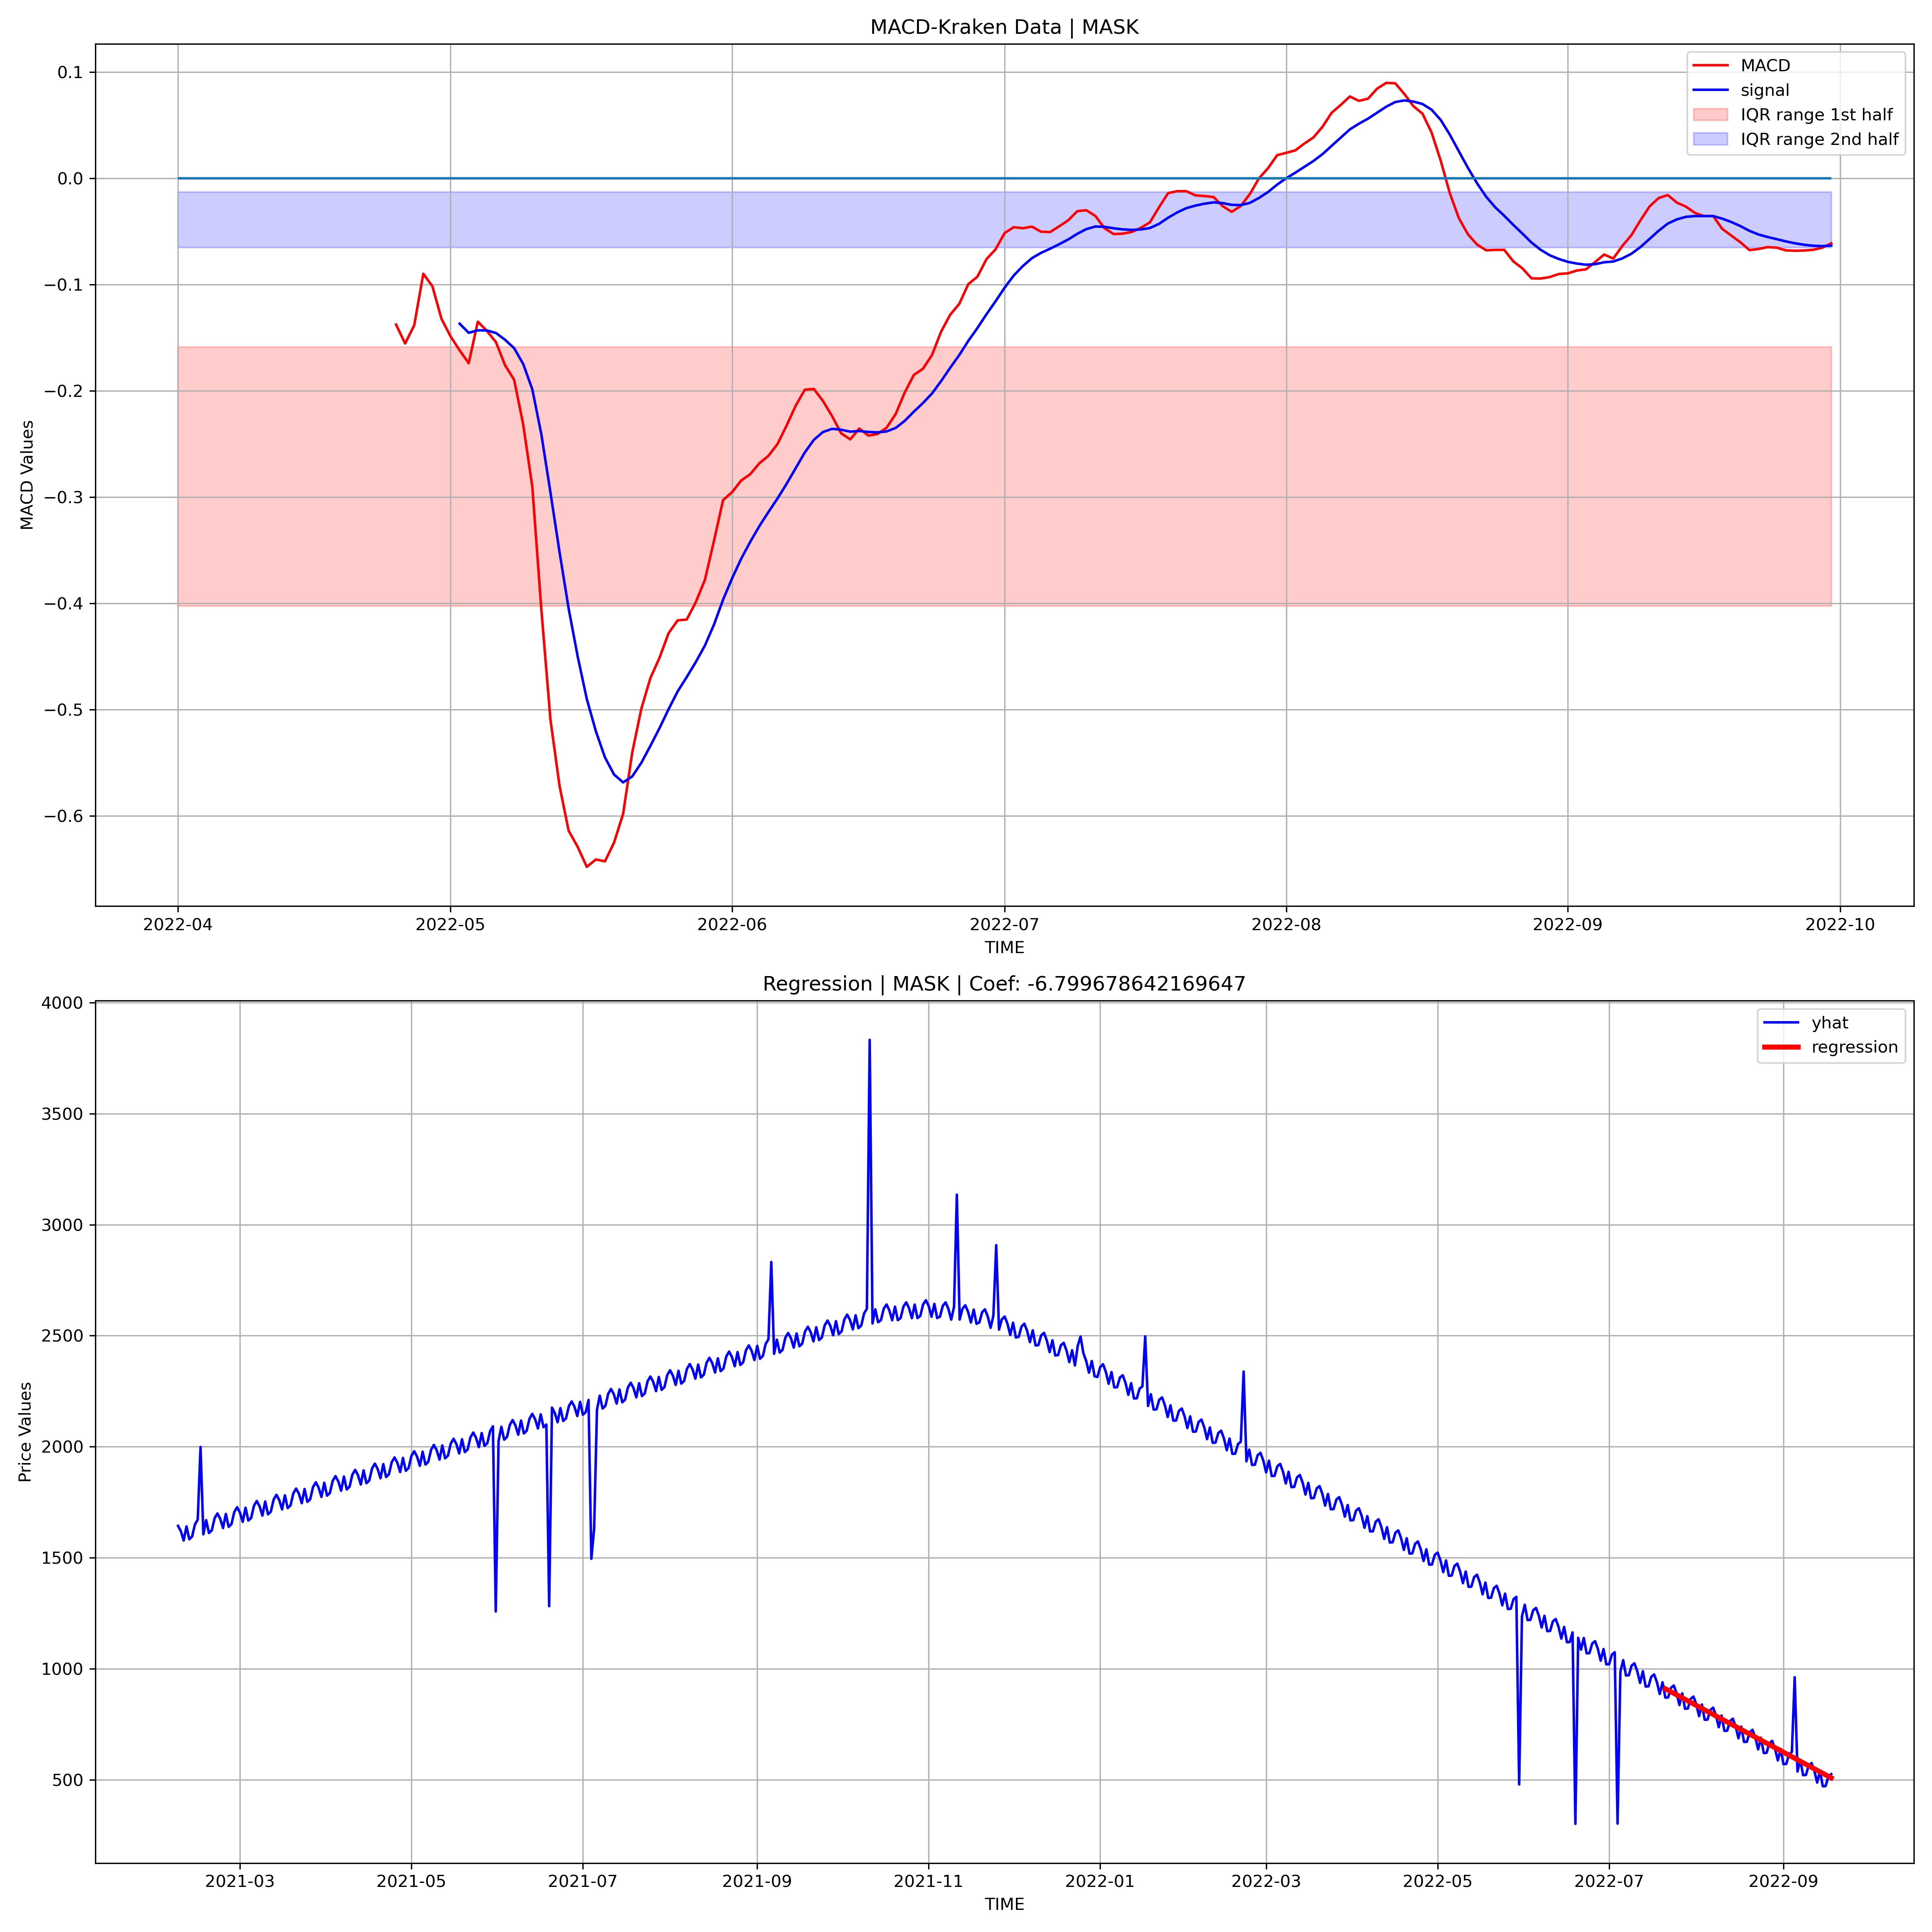 MACD-Kraken Data | MASK
MACD
signal
IQR range 1st half
IQR range 2nd half
0.1
0.0
−0.1
−0.2
−0.3
−0.4
−0.5
−0.6
MACD Values
2022-04 2022-05 2022-06 2022-07 2022-08 2022-09 2022-10
TIME
Regression | MASK | Coef: -6.799678642169647
yhat
regression
4000
3500
3000
2500
2000
1500
1000
500
Price Values
2021-03 2021-05 2021-07 2021-09 2021-11 2022-01 2022-03 2022-05 2022-07 2022-09
TIME